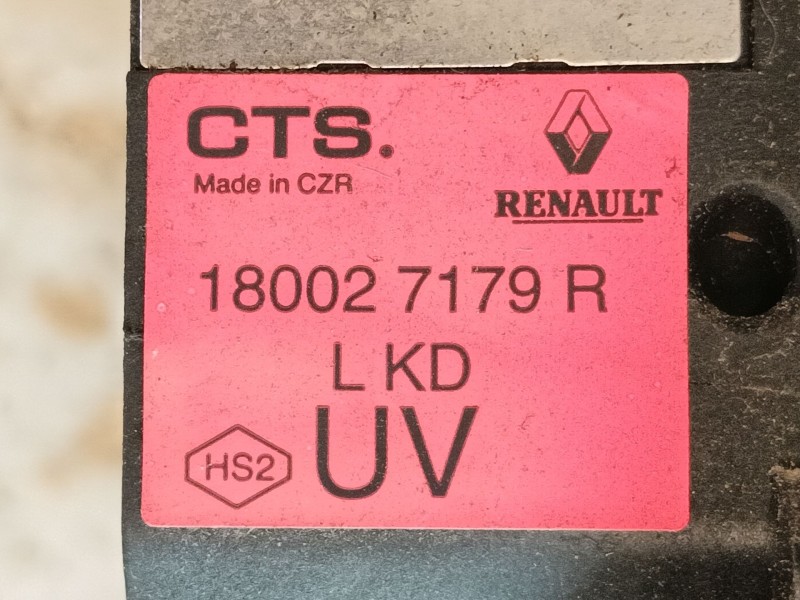 CTS.
Made in CZR
RENAULT
18002 7179 R
L KD
UV
HS2